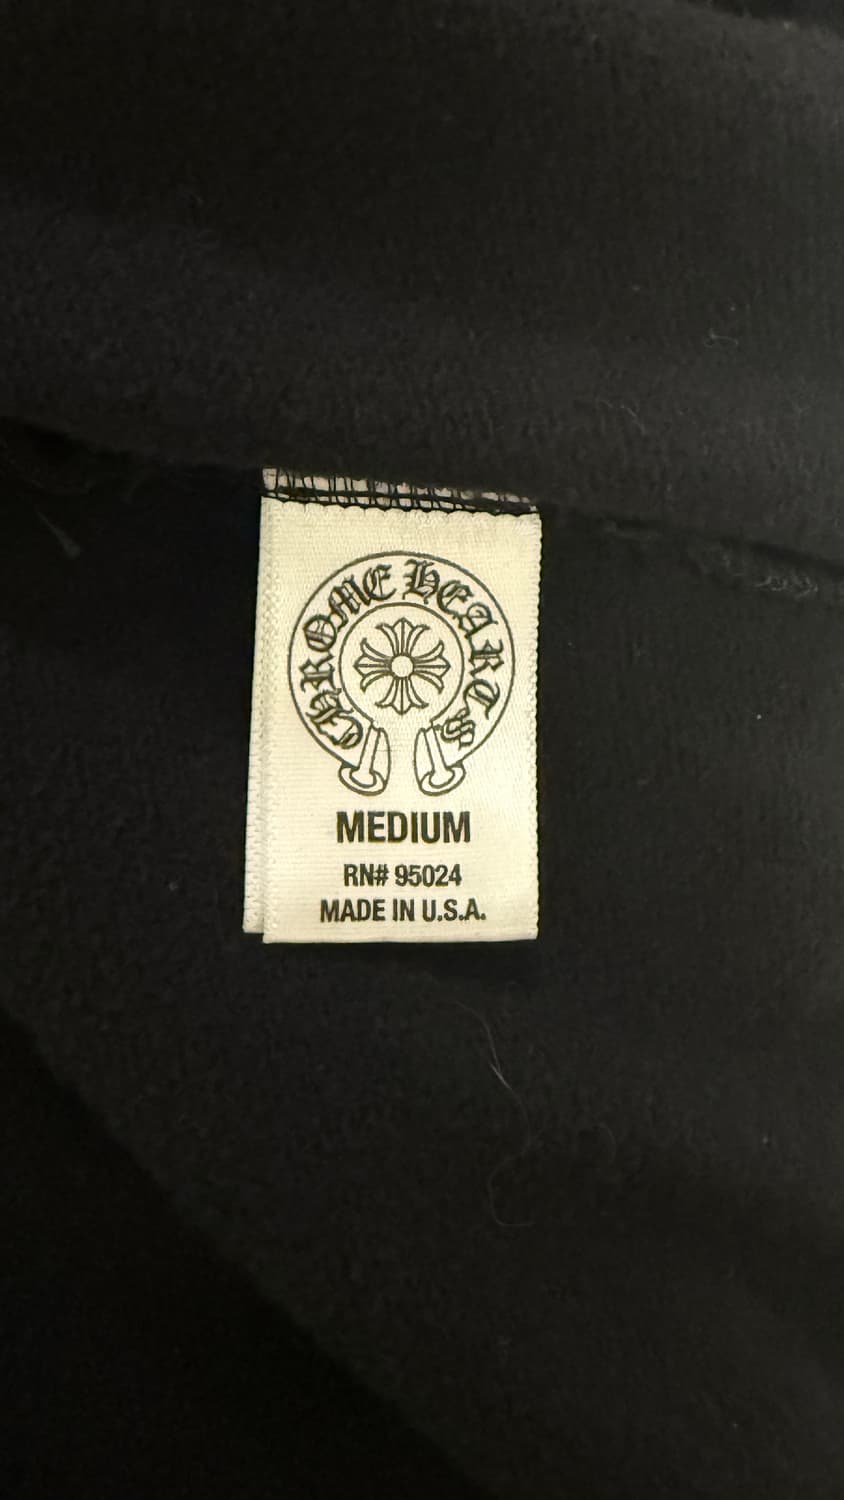 CHROME HEARTS
MEDIUM
RN# 95024
MADE IN U.S.A.